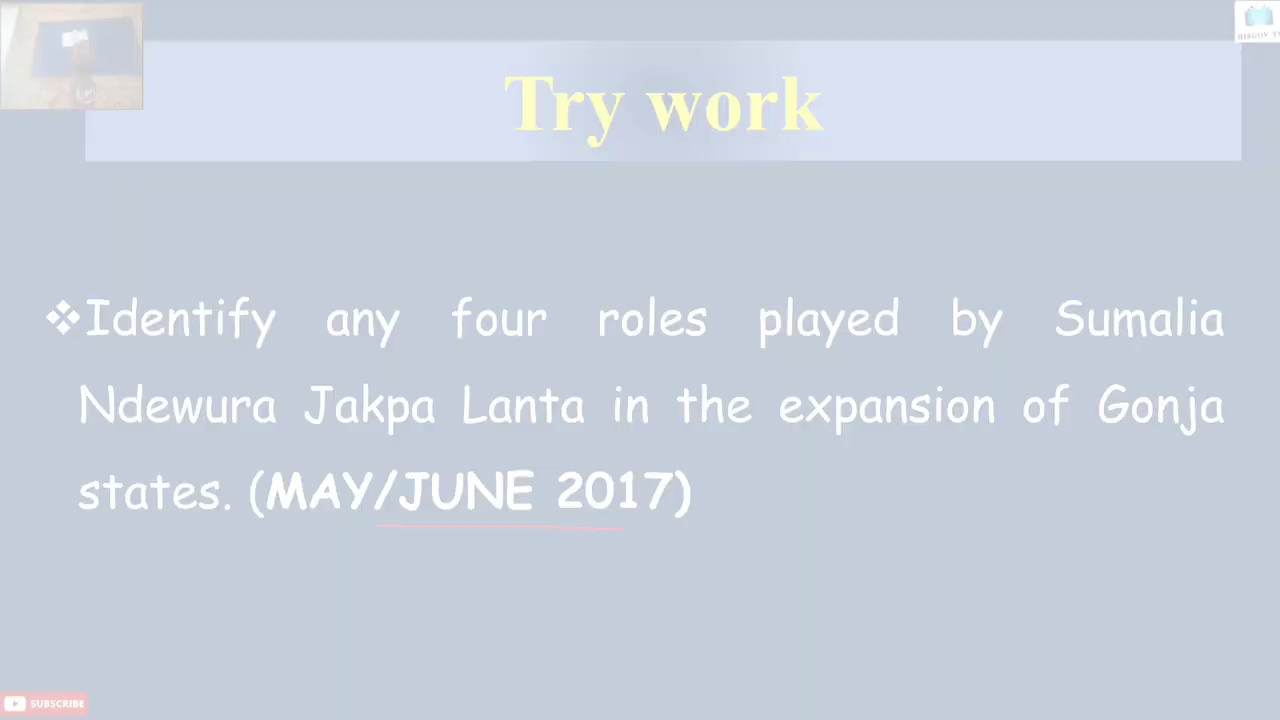 Try work
❖Identify any four roles played by Sumalia
Ndewura Jakpa Lanta in the expansion of Gonja
states. (MAY/JUNE 2017)
SUBSCRIBE